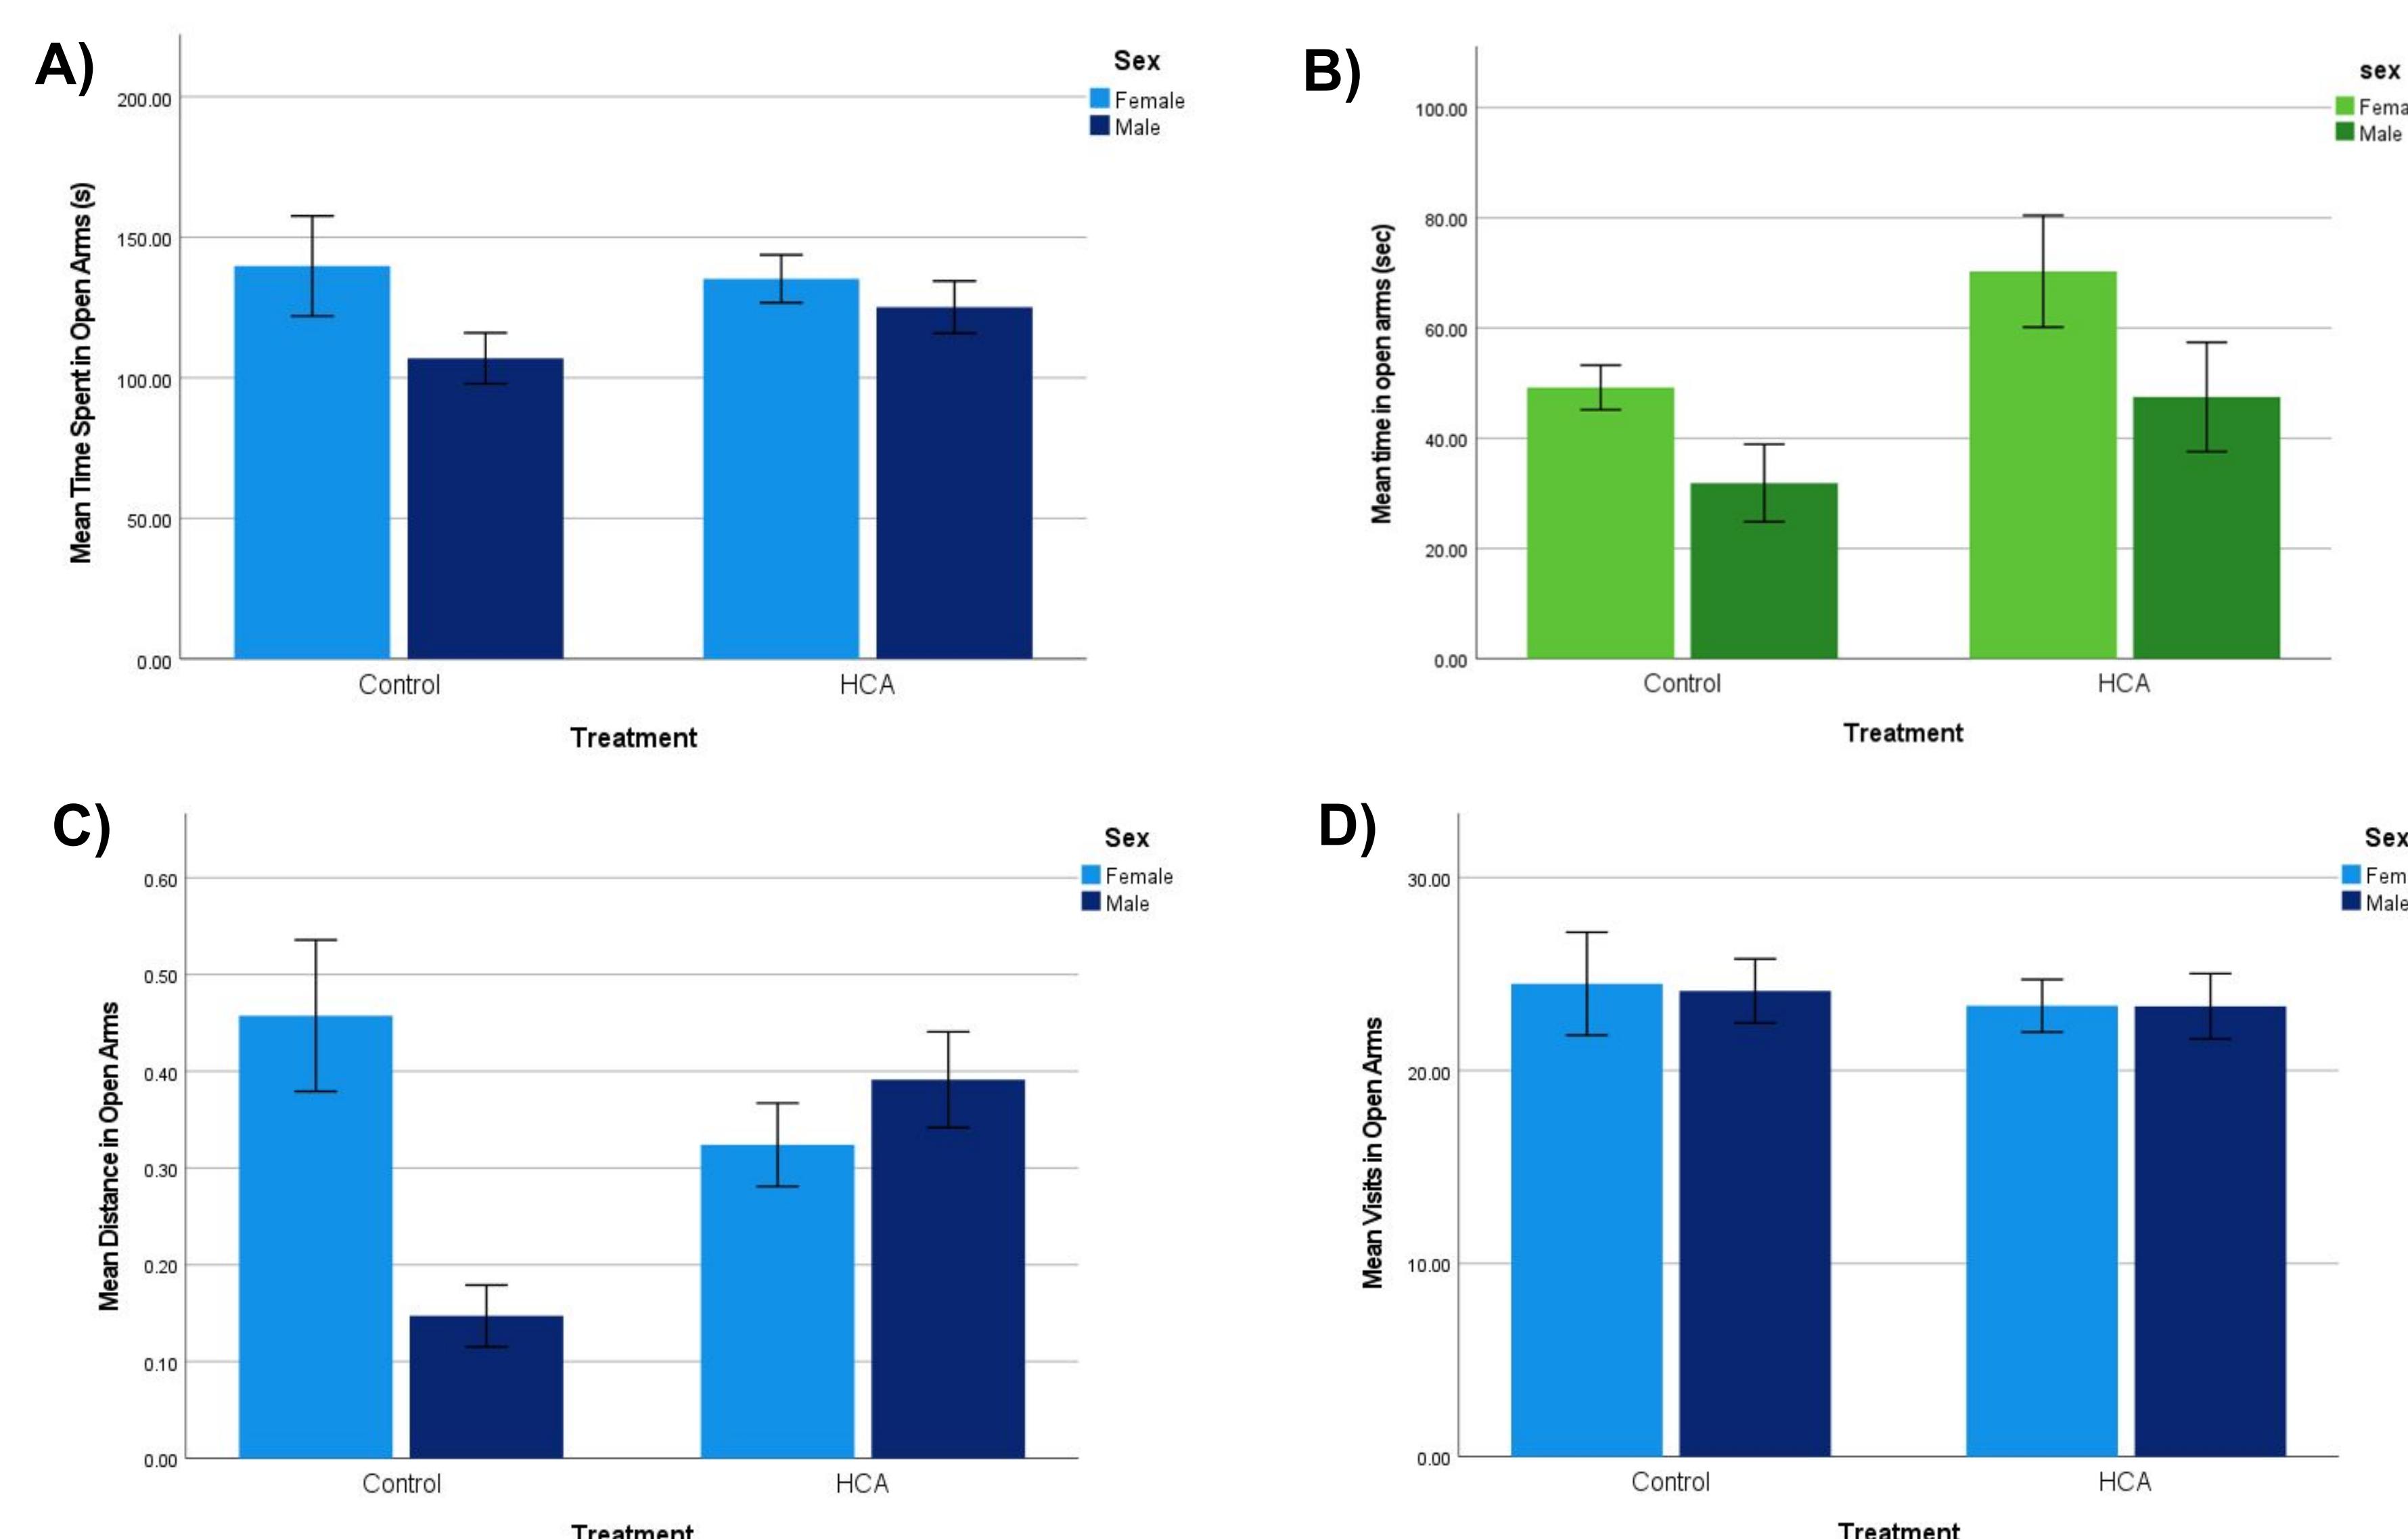 A)
Mean Time Spent in Open Arms (s)
200.00
150.00
100.00
50.00
0.00
Control HCA
Treatment
Sex
Female
Male
B)
Mean time in open arms (sec)
100.00
80.00
60.00
40.00
20.00
0.00
Control HCA
Treatment
sex
Fema
Male
C)
Mean Distance in Open Arms
0.60
0.50
0.40
0.30
0.20
0.10
0.00
Control HCA
Treatment
Sex
Female
Male
D)
Mean Visits in Open Arms
30.00
20.00
10.00
0.00
Control HCA
Treatment
Sex
Fem
Male